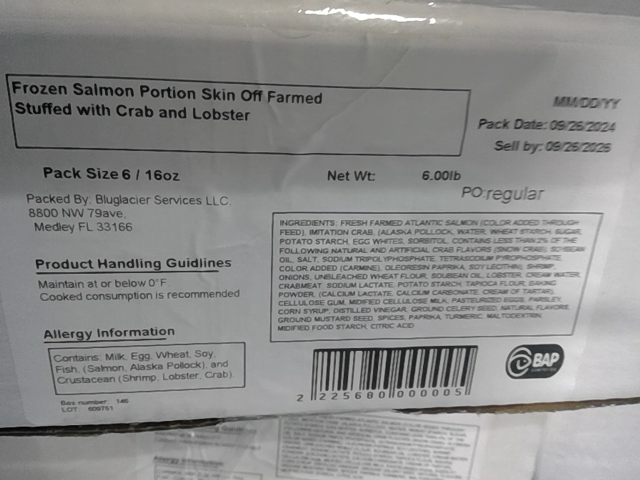 Frozen Salmon Portion Skin Off Farmed
Stuffed with Crab and Lobster
MM/DD/YY
Pack Date: 09/26/2024
Sell by: 09/26/2026
Pack Size 6 / 16oz
Net Wt: 6.00lb
PO:regular
Packed By: Bluglacier Services LLC.
8800 NW 79ave.
Medley FL 33166
Product Handling Guidlines
Maintain at or below 0°F.
Cooked consumption is recommended
Allergy Information
Contains: Milk, Egg, Wheat, Soy,
Fish, (Salmon, Alaska Pollock), and
Crustacean (Shrimp, Lobster, Crab).
Bas number: 146
LOT 609751
INGREDIENTS: FRESH FARMED ATLANTIC SALMON (COLOR ADDED THROUGH
FEED), IMITATION CRAB, (ALASKA POLLOCK, WATER, WHEAT STARCH, SUGAR,
POTATO STARCH, EGG WHITES, SORBITOL, CONTAINS LESS THAN 2% OF THE
FOLLOWING NATURAL AND ARTIFICIAL CRAB FLAVORS (SNOW CRAB), SOYBEAN
OIL, SALT, SODIUM TRIPOLYPHOSPHATE, TETRASODIUM PYROPHOSPHATE,
COLOR ADDED (CARMINE), OLEORESIN PAPRIKA, SOY LECITHIN), SHRIMP,
ONIONS, UNBLEACHED WHEAT FLOUR, SOYBEAN OIL, LOBSTER, CREAM, WATER,
CRABMEAT, SODIUM LACTATE, POTATO STARCH, TAPIOCA FLOUR, BAKING
POWDER, (CALCIUM LACTATE, CALCIUM CARBONATE, CREAM OF TARTAR),
CELLULOSE GUM, MIDIFIED CELLULOSE MILK, PASTEURIZED EGGS, PARSLEY,
CORN SYRUP, DISTILLED VINEGAR, GROUND CELERY SEED, NATURAL FLAVORS,
GROUND MUSTARD SEED, SPICES, PAPRIKA, TURMERIC, MALTODEXTRIN,
MIDIFIED FOOD STARCH, CITRIC ACID
2 225680 000005
BAP
Allergy Information